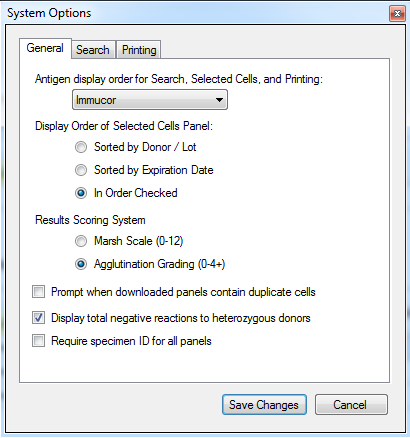 System Options
General Search Printing
Antigen display order for Search, Selected Cells, and Printing:
Immucor
Display Order of Selected Cells Panel:
Sorted by Donor / Lot
Sorted by Expiration Date
In Order Checked
Results Scoring System
Marsh Scale (0-12)
Agglutination Grading (0-4+)
Prompt when downloaded panels contain duplicate cells
Display total negative reactions to heterozygous donors
Require specimen ID for all panels
Save Changes Cancel